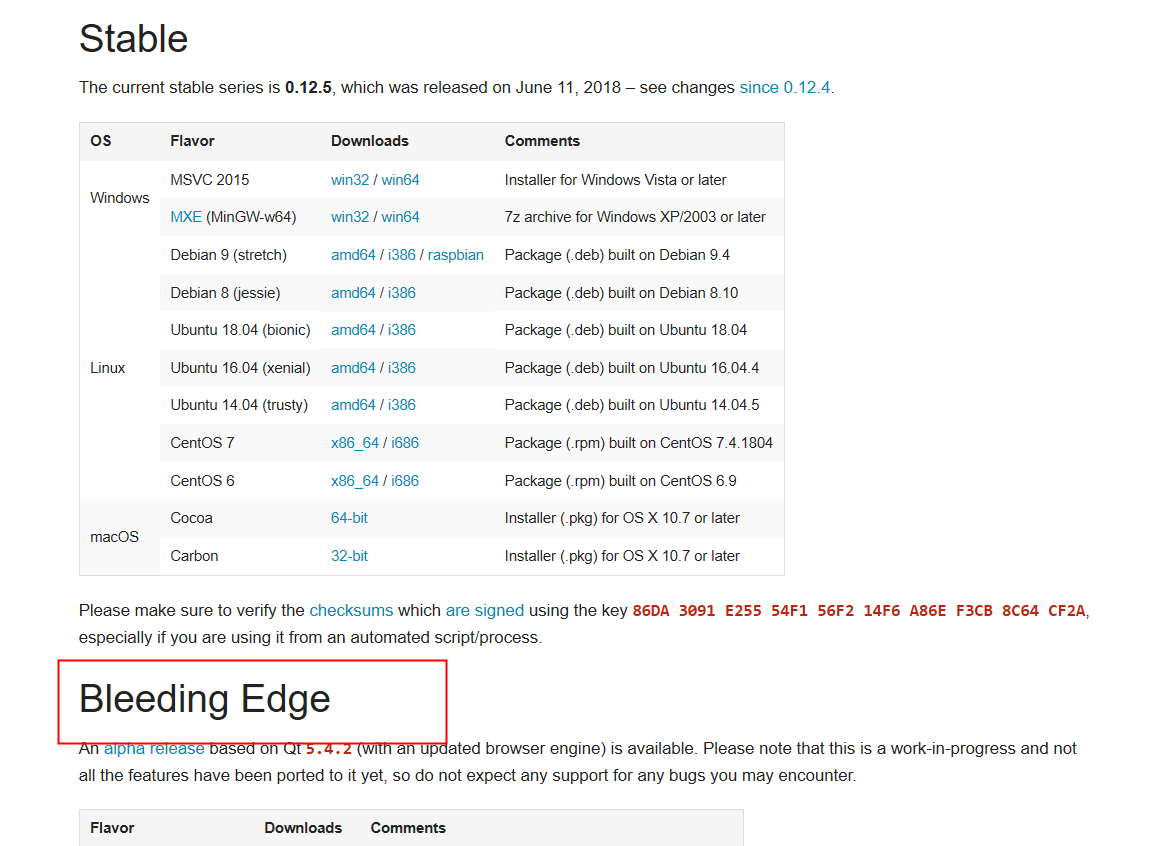 Stable
The current stable series is 0.12.5, which was released on June 11, 2018 – see changes since 0.12.4.
OS Flavor Downloads Comments
Windows
MSVC 2015 win32 / win64 Installer for Windows Vista or later
MXE (MinGW-w64) win32 / win64 7z archive for Windows XP/2003 or later
Linux
Debian 9 (stretch) amd64 / i386 / raspbian Package (.deb) built on Debian 9.4
Debian 8 (jessie) amd64 / i386 Package (.deb) built on Debian 8.10
Ubuntu 18.04 (bionic) amd64 / i386 Package (.deb) built on Ubuntu 18.04
Ubuntu 16.04 (xenial) amd64 / i386 Package (.deb) built on Ubuntu 16.04.4
Ubuntu 14.04 (trusty) amd64 / i386 Package (.deb) built on Ubuntu 14.04.5
CentOS 7 x86_64 / i686 Package (.rpm) built on CentOS 7.4.1804
CentOS 6 x86_64 / i686 Package (.rpm) built on CentOS 6.9
macOS
Cocoa 64-bit Installer (.pkg) for OS X 10.7 or later
Carbon 32-bit Installer (.pkg) for OS X 10.7 or later
Please make sure to verify the checksums which are signed using the key 86DA 3091 E255 54F1 56F2 14F6 A86E F3CB 8C64 CF2A,
especially if you are using it from an automated script/process.
Bleeding Edge
An alpha release based on Qt 5.4.2 (with an updated browser engine) is available. Please note that this is a work-in-progress and not
all the features have been ported to it yet, so do not expect any support for any bugs you may encounter.
Flavor Downloads Comments